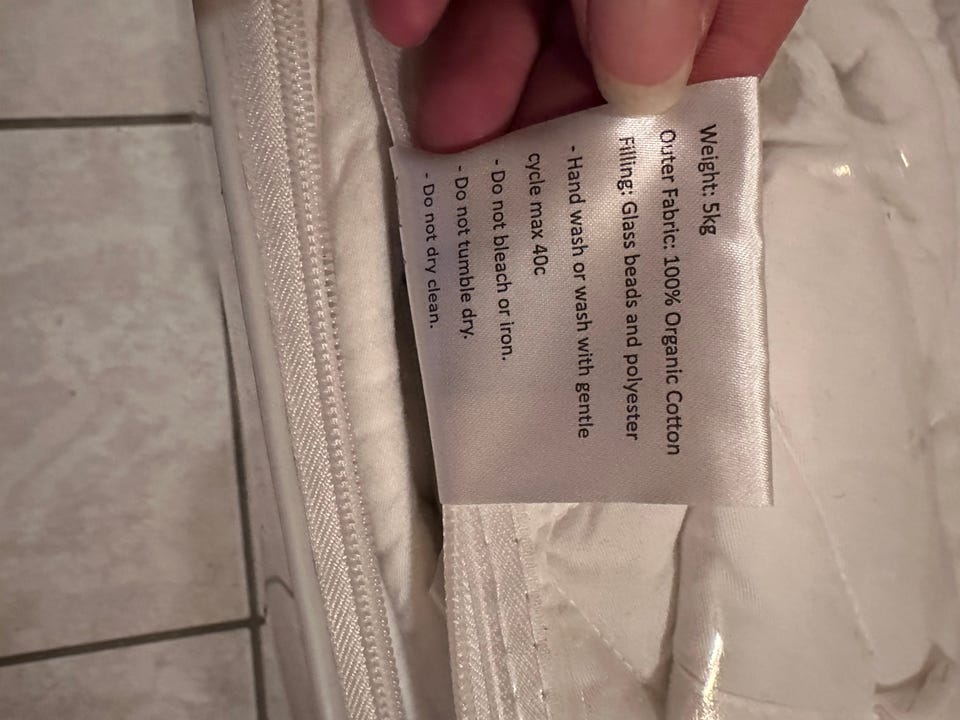 Weight: 5kg
Outer Fabric: 100% Organic Cotton
Filling: Glass beads and polyester
- Hand wash or wash with gentle
cycle max 40c
- Do not bleach or iron.
- Do not tumble dry.
- Do not dry clean.